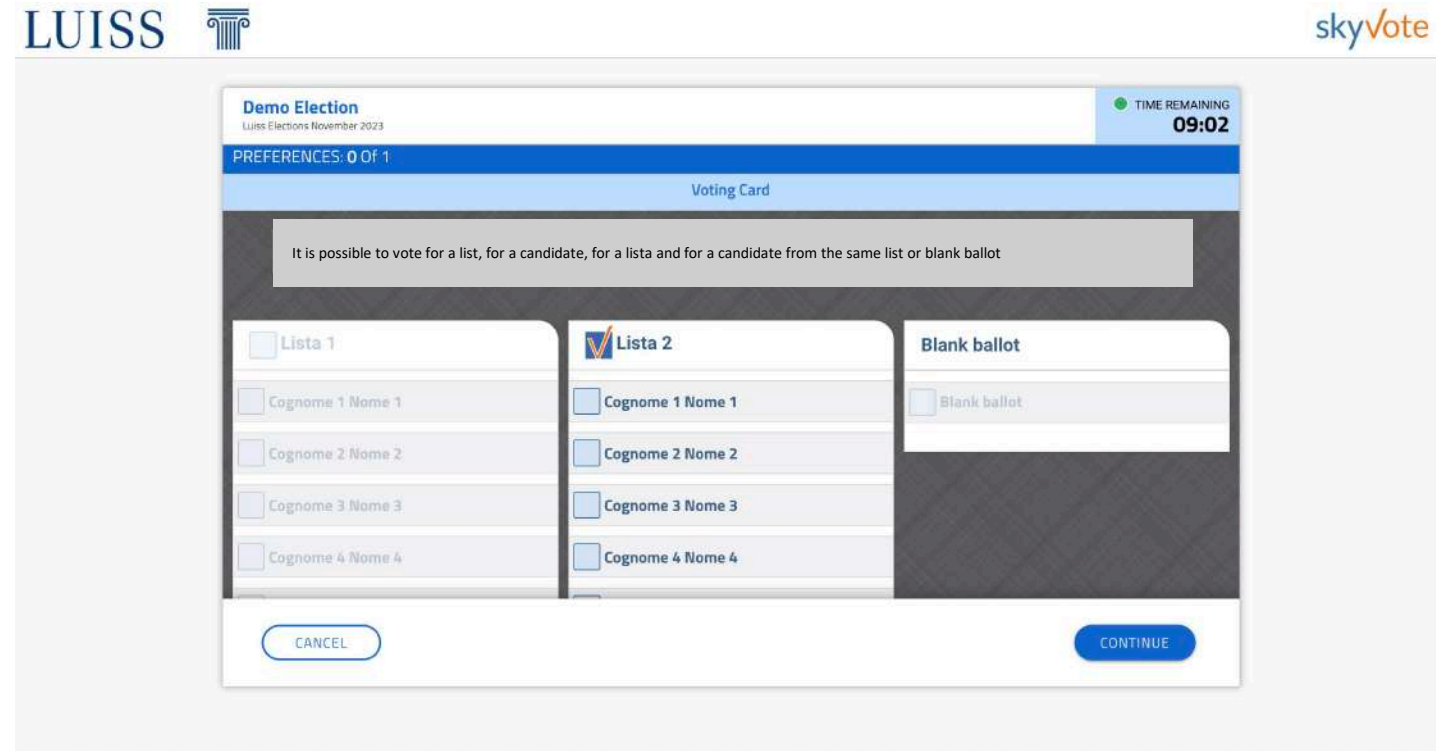 LUISS
skyvote
Demo Election
Luiss Elections November 2023
TIME REMAINING
09:02
PREFERENCES: 0 Of 1
Voting Card
It is possible to vote for a list, for a candidate, for a lista and for a candidate from the same list or blank ballot
Lista 1
Cognome 1 Nome 1
Cognome 2 Nome 2
Cognome 3 Nome 3
Cognome 4 Nome 4
Lista 2
Cognome 1 Nome 1
Cognome 2 Nome 2
Cognome 3 Nome 3
Cognome 4 Nome 4
Blank ballot
Blank ballot
CANCEL
CONTINUE